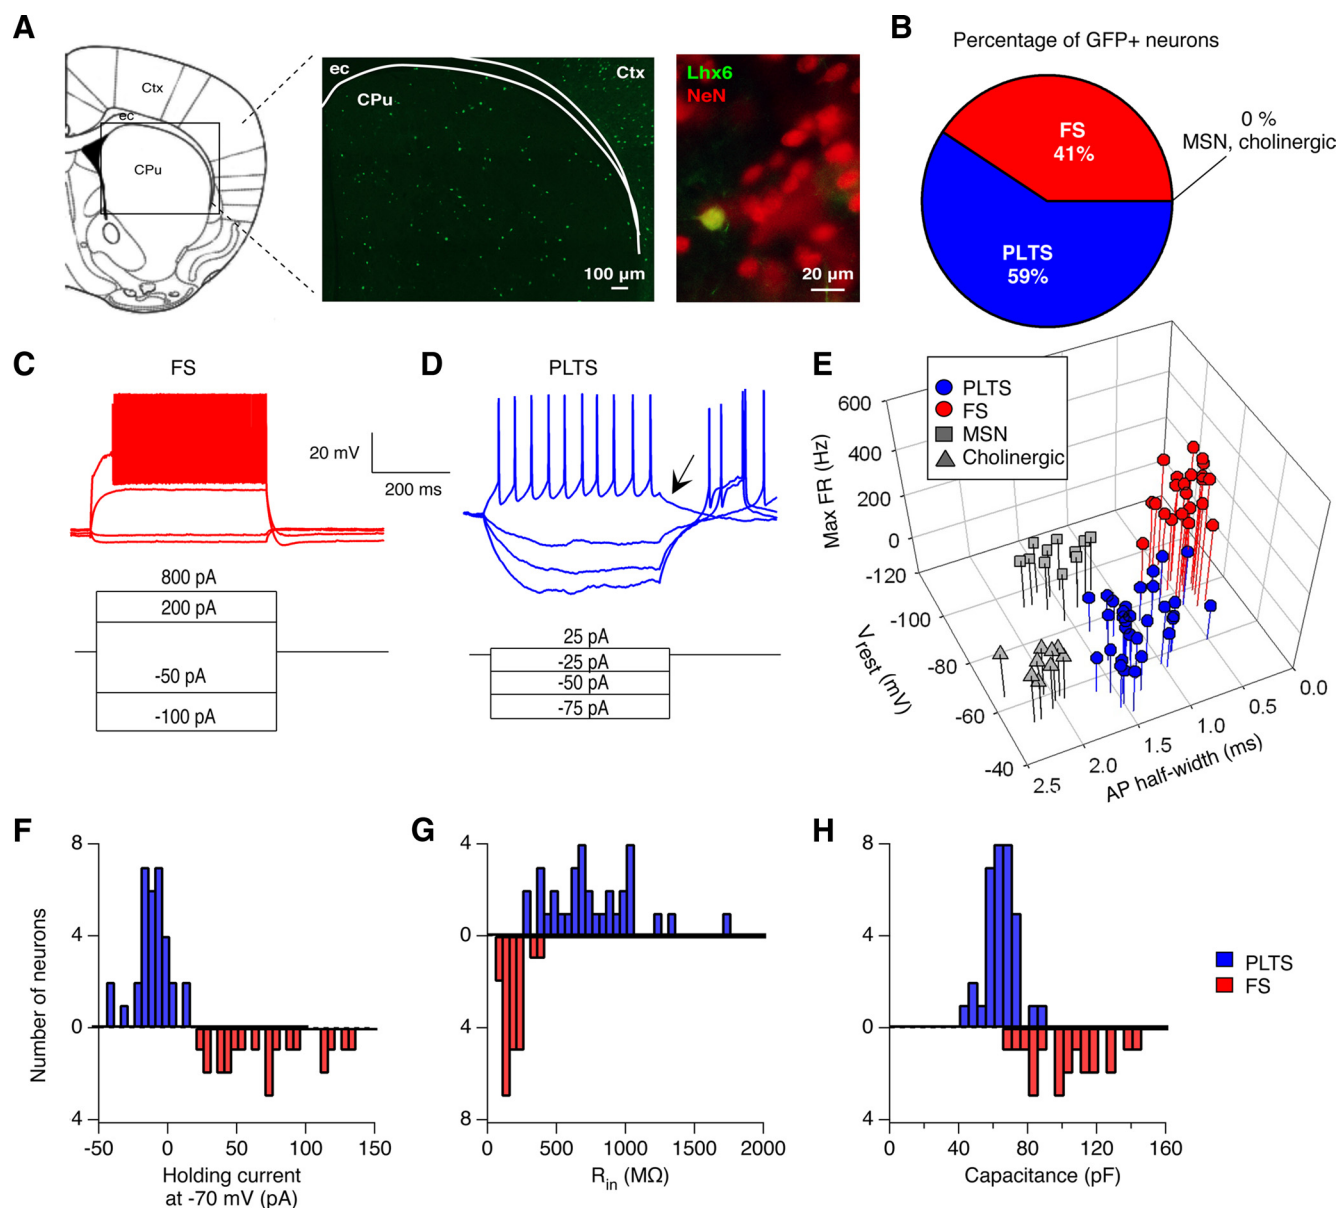 A
Ctx
ec
CPu
ec
Ctx
CPu
100 µm
Lhx6
NeN
20 µm
B
Percentage of GFP+ neurons
FS
41%
0 %
MSN, cholinergic
PLTS
59%
C
FS
20 mV
200 ms
800 pA
200 pA
-50 pA
-100 pA
D
PLTS
25 pA
-25 pA
-50 pA
-75 pA
E
PLTS
FS
MSN
Cholinergic
600
400
200
0
Max FR (Hz)
-120
-100
-80
-60
-40
V rest (mV)
2.5
2.0
1.5
1.0
0.5
0.0
AP half-width (ms)
F
8
4
0
4
Number of neurons
-50
0
50
100
150
Holding current
at -70 mV (pA)
G
4
0
4
8
0
500
1000
1500
2000
Rin (MΩ)
H
8
4
0
4
0
40
80
120
160
Capacitance (pF)
PLTS
FS